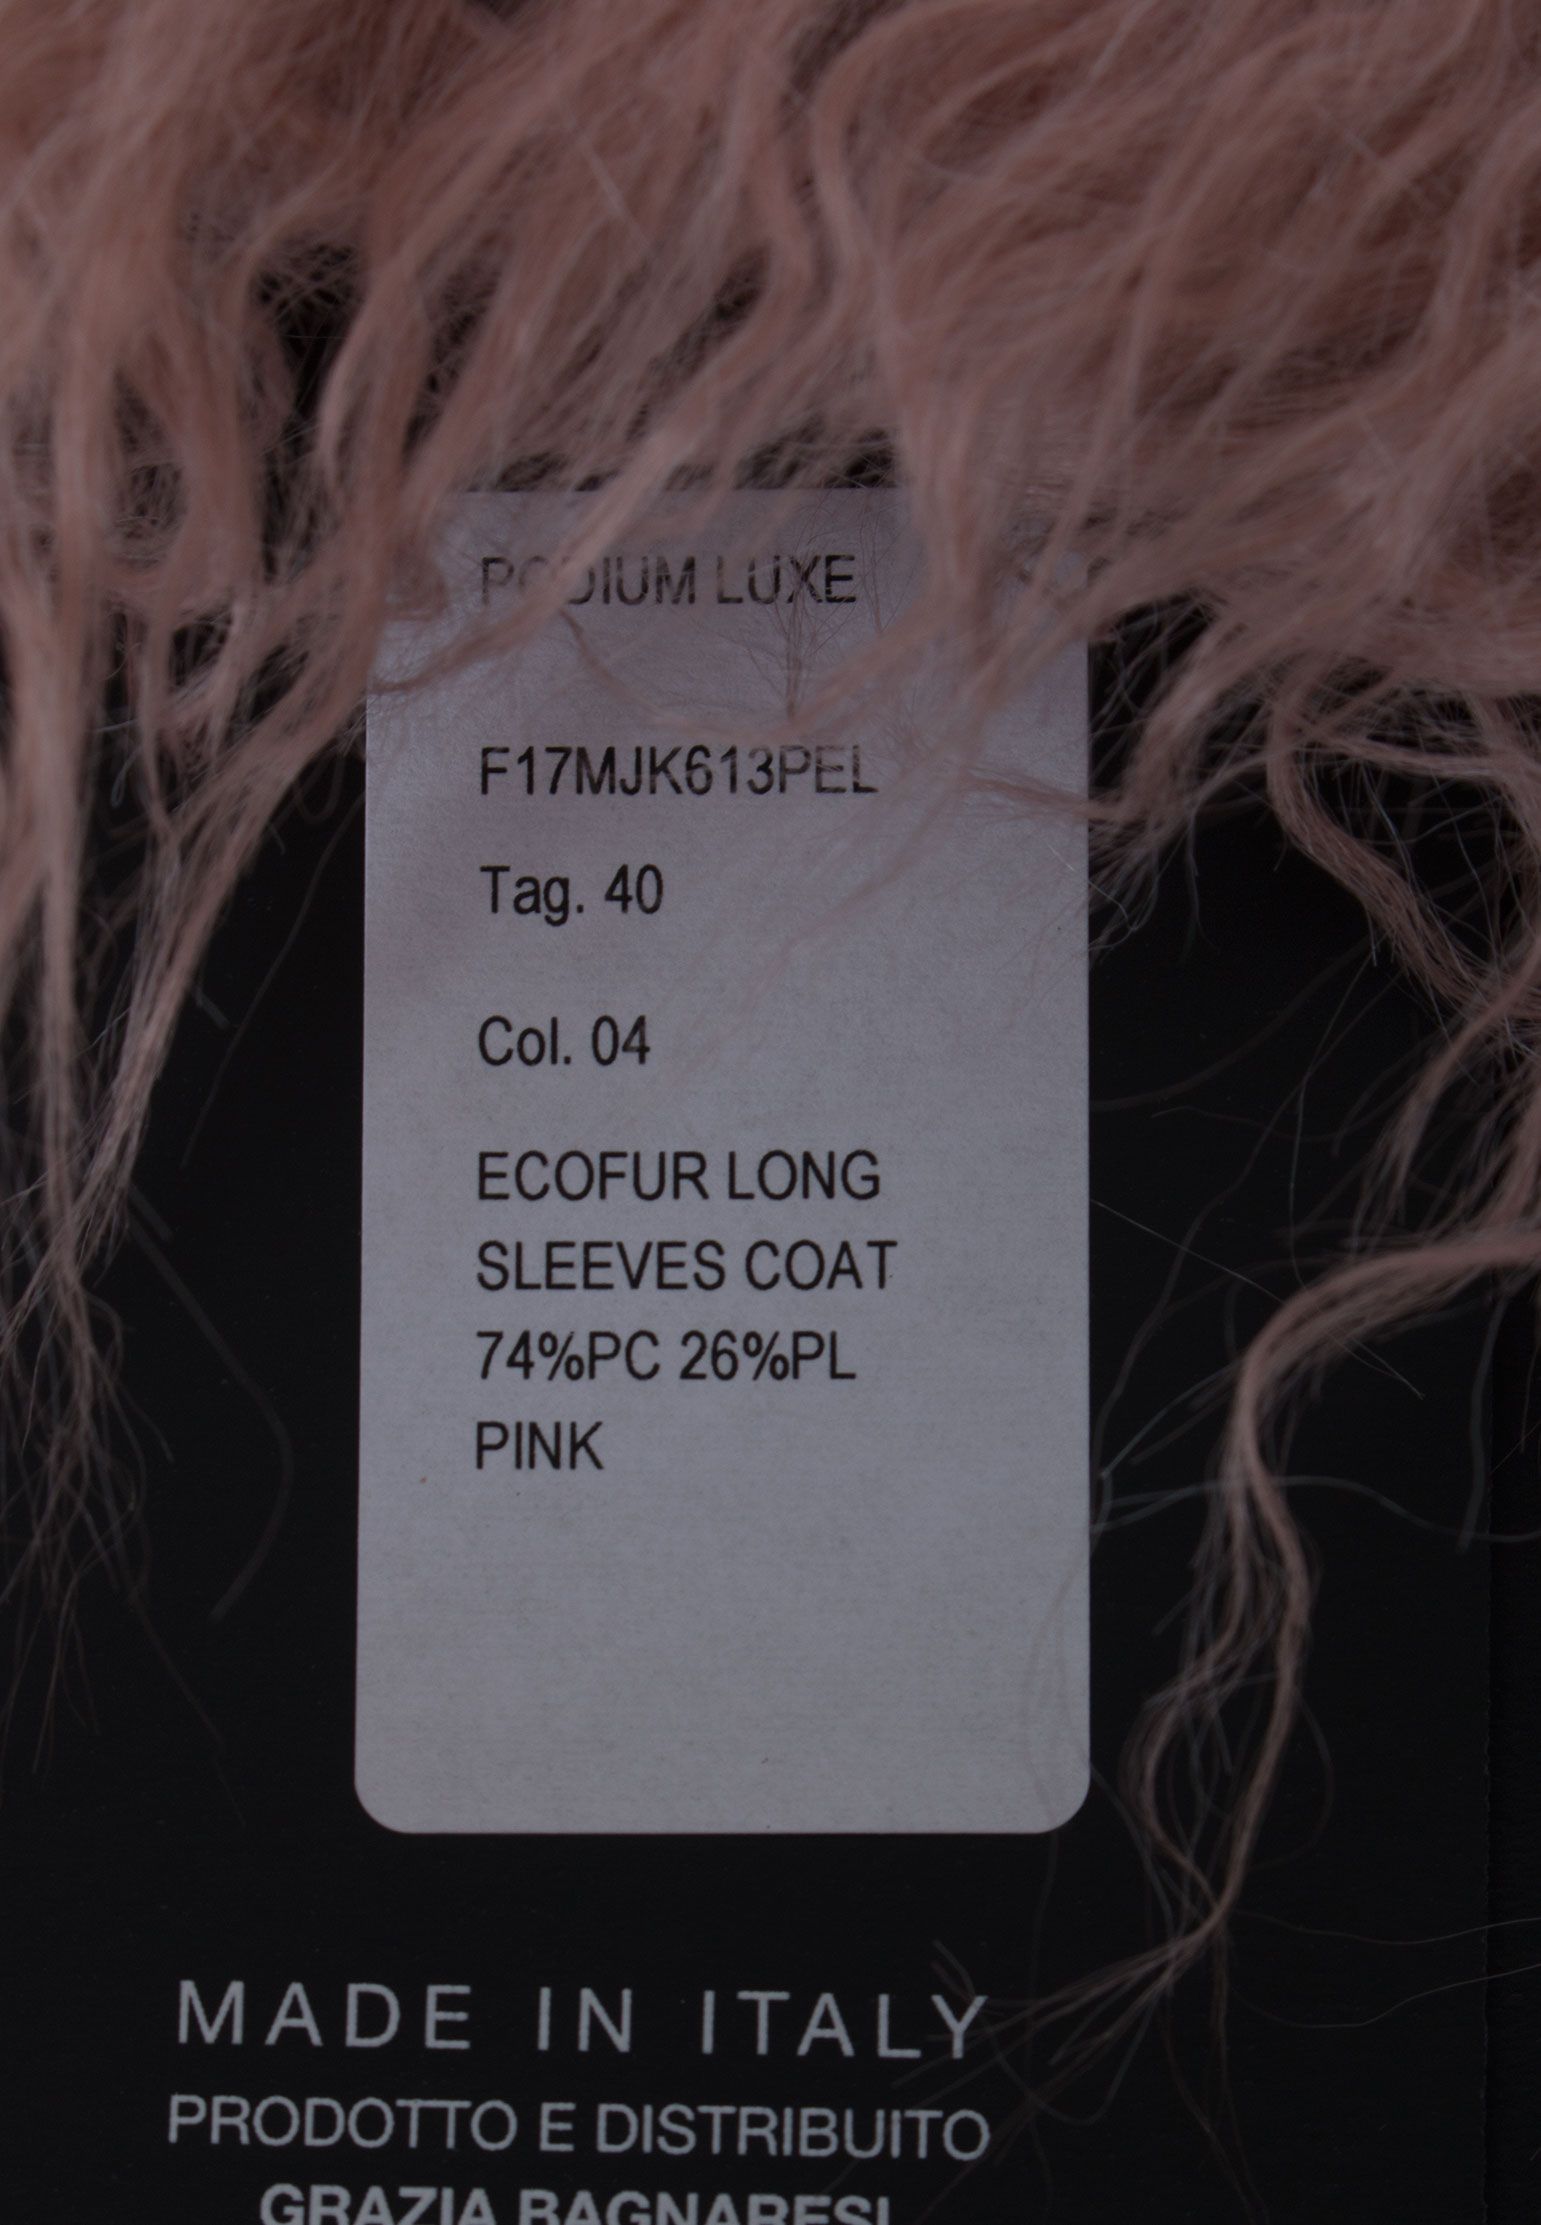 PODIUM LUXE
F17MJK613PEL
Tag. 40
Col. 04
ECOFUR LONG
SLEEVES COAT
74%PC 26%PL
PINK
MADE IN ITALY
PRODOTTO E DISTRIBUITO
GRAZIA BAGNARESI